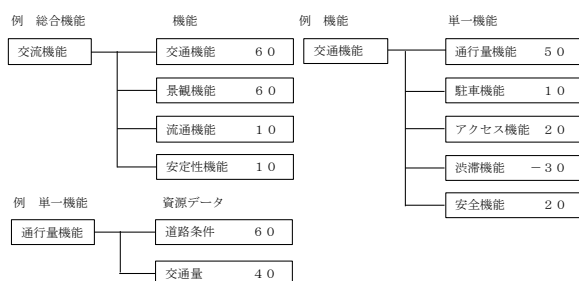 例 総合機能 機能
交流機能 交通機能 60
景観機能 60
流通機能 10
安定性機能 10
例 機能 単一機能
交通機能 通行量機能 50
駐車機能 10
アクセス機能 20
渋滞機能 -30
安全機能 20
例 単一機能 資源データ
通行量機能 道路条件 60
交通量 40